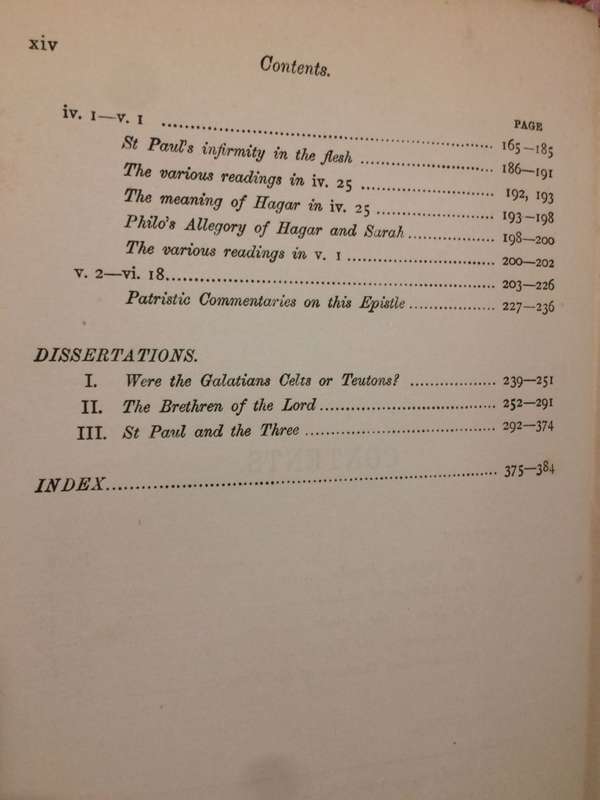 xiv
Contents.
PAGE
iv. 1—v. 1 ........ 165—185
St Paul's infirmity in the flesh ........ 186—191
The various readings in iv. 25 ........ 192, 193
The meaning of Hagar in iv. 25 ........ 193—198
Philo's Allegory of Hagar and Sarah ........ 198—200
The various readings in v. 1 ........ 200—202
v. 2—vi. 18 ........ 203—226
Patristic Commentaries on this Epistle ........ 227—236
DISSERTATIONS.
I. Were the Galatians Celts or Teutons? ........ 239—251
II. The Brethren of the Lord ........ 252—291
III. St Paul and the Three ........ 292—374
INDEX ........ 375—384